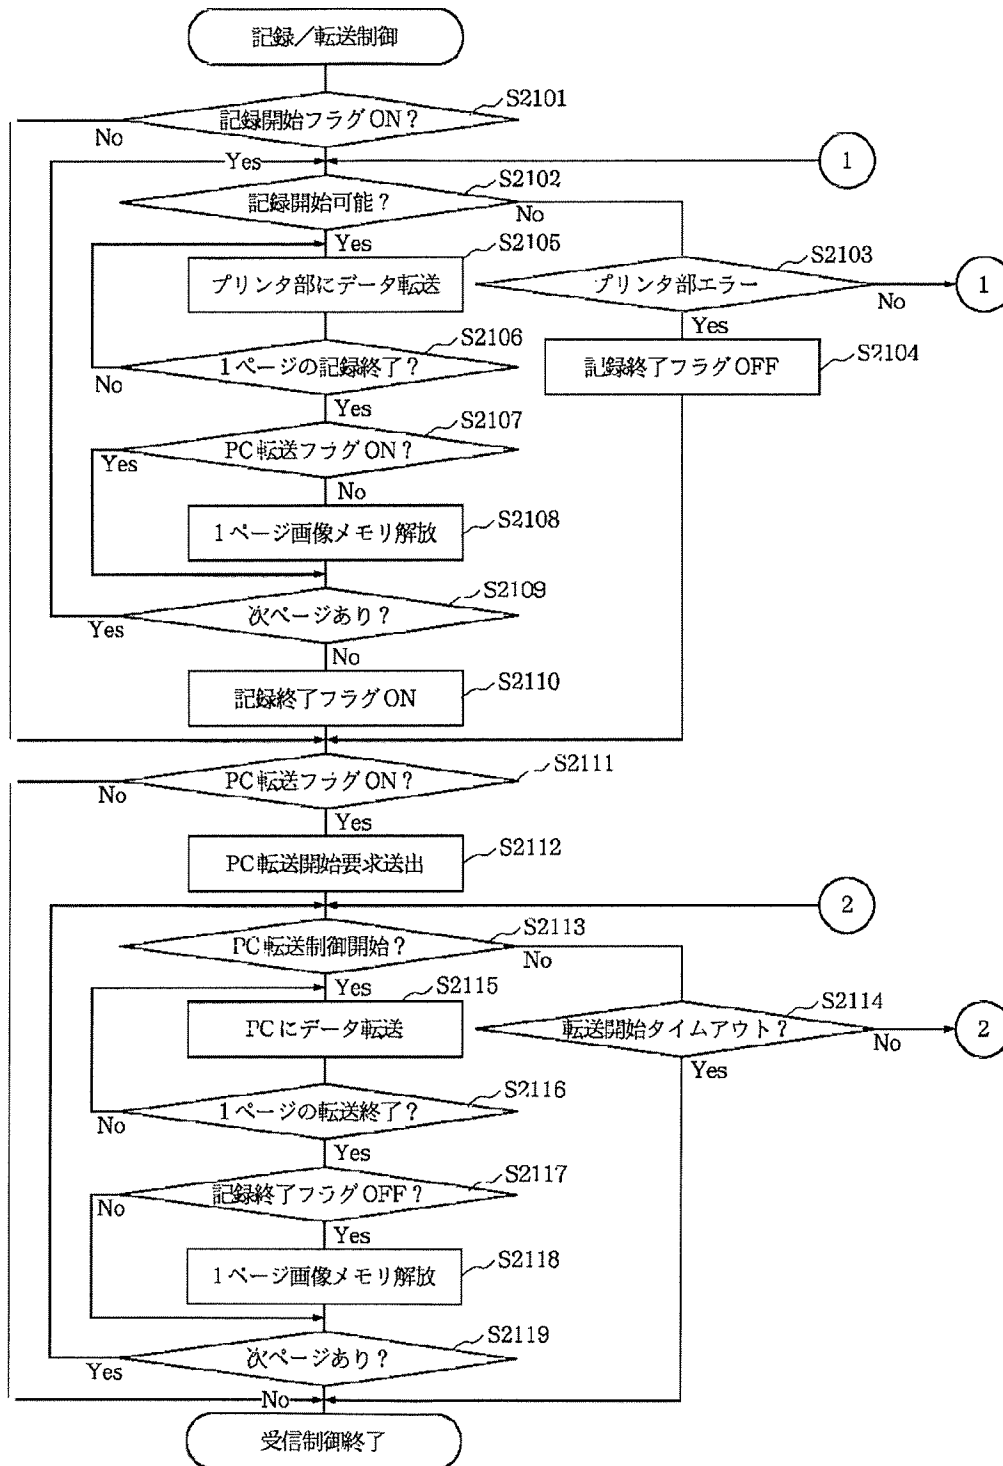 記録／転送制御
S2101
記録開始フラグON？
No
Yes
1
S2102
記録開始可能？
No
Yes
S2105
S2103
プリンタ部にデータ転送
プリンタ部エラー
No
1
Yes
S2106
S2104
1ページの記録終了？
記録終了フラグOFF
No
Yes
S2107
PC転送フラグON？
Yes
No
S2108
1ページ画像メモリ解放
S2109
次ページあり？
Yes
No
S2110
記録終了フラグON
S2111
PC転送フラグON？
No
Yes
S2112
PC転送開始要求送出
2
S2113
PC転送制御開始？
No
Yes
S2115
S2114
PCにデータ転送
転送開始タイムアウト？
No
2
Yes
S2116
1ページの転送終了？
No
Yes
S2117
記録終了フラグOFF？
No
Yes
S2118
1ページ画像メモリ解放
S2119
次ページあり？
Yes
No
受信制御終了